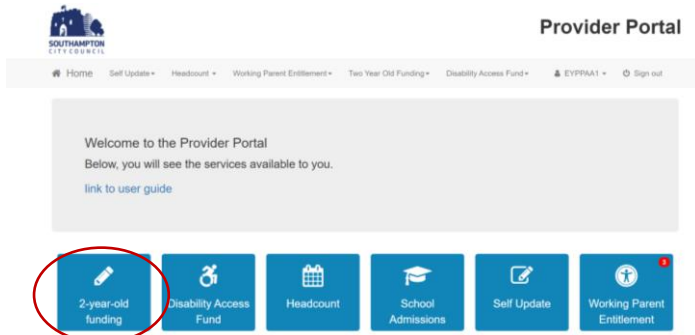 SOUTHAMPTON
CITY COUNCIL
Provider Portal
Home Self Update Headcount Working Parent Entitlement Two Year Old Funding Disability Access Fund EYPPAA1 Sign out
Welcome to the Provider Portal
Below, you will see the services available to you.
link to user guide
3
2-year-old
funding
Disability Access
Fund
Headcount
School
Admissions
Self Update
Working Parent
Entitlement